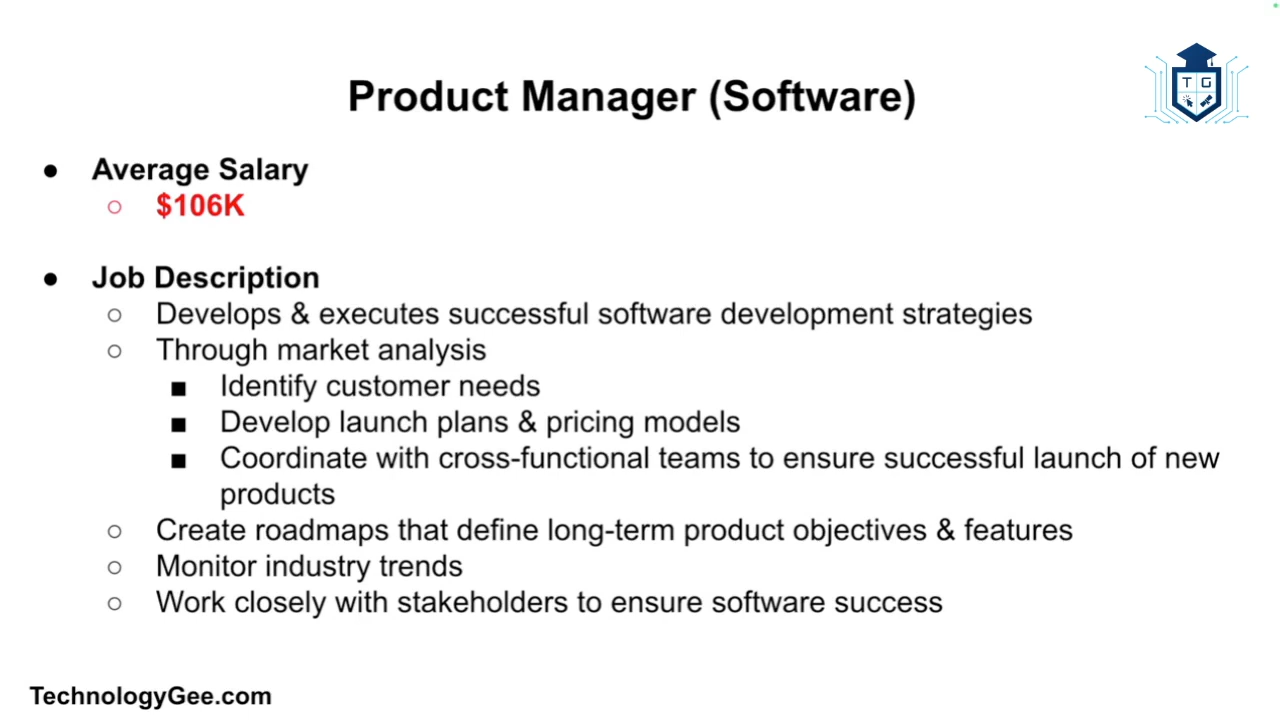 Product Manager (Software)
T G
● Average Salary
○ $106K
● Job Description
○ Develops & executes successful software development strategies
○ Through market analysis
■ Identify customer needs
■ Develop launch plans & pricing models
■ Coordinate with cross-functional teams to ensure successful launch of new
products
○ Create roadmaps that define long-term product objectives & features
○ Monitor industry trends
○ Work closely with stakeholders to ensure software success
TechnologyGee.com